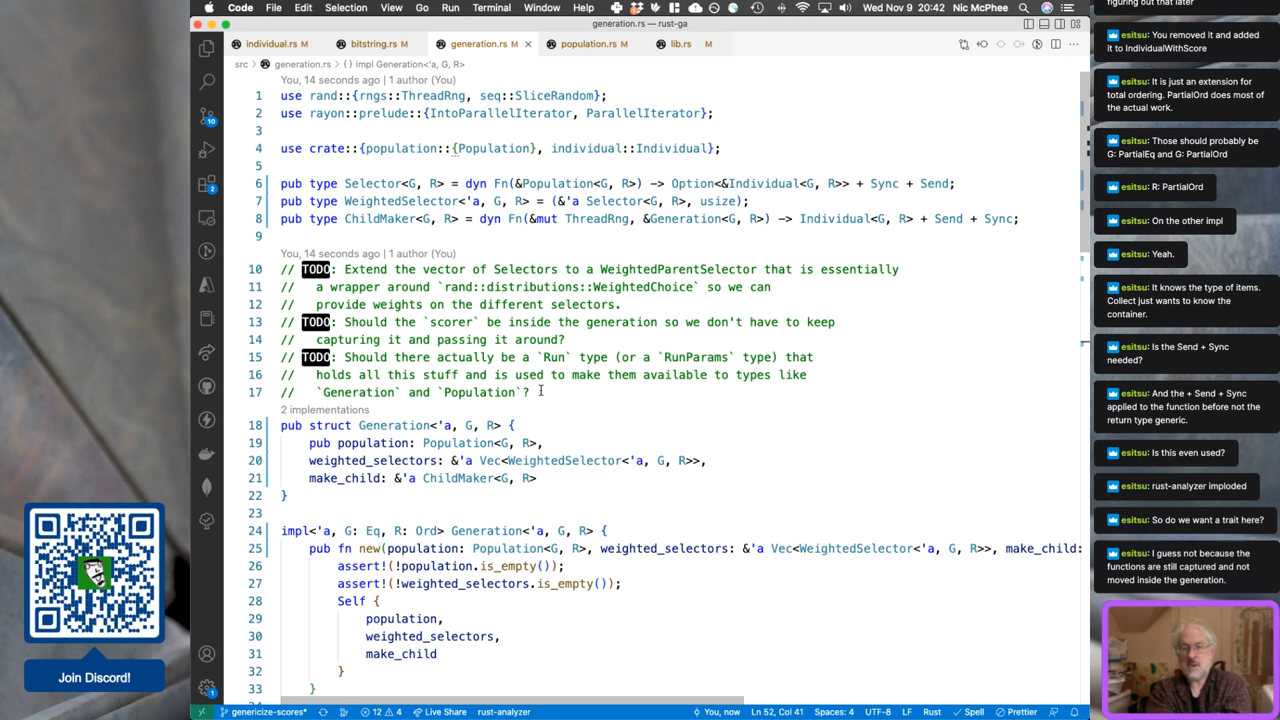 Code File Edit Selection View Go Run Terminal Window Help Wed Nov 9 20:42 Nic McPhee
generation.rs — rust-ga
individual.rs M bitstring.rs M generation.rs M population.rs M lib.rs M
src > generation.rs > {} impl Generation<'a, G, R>
You, 14 seconds ago | 1 author (You)
1 use rand::{rngs::ThreadRng, seq::SliceRandom};
2 use rayon::prelude::{IntoParallelIterator, ParallelIterator};
3
4 use crate::{population::{Population}, individual::Individual};
5
6 pub type Selector<G, R> = dyn Fn(&Population<G, R>) -> Option<&Individual<G, R>> + Sync + Send;
7 pub type WeightedSelector<'a, G, R> = (&'a Selector<G, R>, usize);
8 pub type ChildMaker<G, R> = dyn Fn(&mut ThreadRng, &Generation<G, R>) -> Individual<G, R> + Send + Sync;
9
You, 14 seconds ago | 1 author (You)
10 // TODO: Extend the vector of Selectors to a WeightedParentSelector that is essentially
11 // a wrapper around `rand::distributions::WeightedChoice` so we can
12 // provide weights on the different selectors.
13 // TODO: Should the `scorer` be inside the generation so we don't have to keep
14 // capturing it and passing it around?
15 // TODO: Should there actually be a `Run` type (or a `RunParams` type) that
16 // holds all this stuff and is used to make them available to types like
17 // `Generation` and `Population`?
2 implementations
18 pub struct Generation<'a, G, R> {
19 pub population: Population<G, R>,
20 weighted_selectors: &'a Vec<WeightedSelector<'a, G, R>>,
21 make_child: &'a ChildMaker<G, R>
22 }
23
24 impl<'a, G: Eq, R: Ord> Generation<'a, G, R> {
25 pub fn new(population: Population<G, R>, weighted_selectors: &'a Vec<WeightedSelector<'a, G, R>>, make_child:
26 assert!(!population.is_empty());
27 assert!(!weighted_selectors.is_empty());
28 Self {
29 population,
30 weighted_selectors,
31 make_child
32 }
33 }
10
2
1
genericize-scores* 12 4 Live Share rust-analyzer You, now Ln 52, Col 41 Spaces: 4 UTF-8 LF Rust Spell Prettier
Join Discord!
figuring out that later
esitsu: You removed it and added
it to IndividualWithScore
esitsu: It is just an extension for
total ordering. PartialOrd does most
of the actual work.
esitsu: Those should probably be
G: PartialEq and G: PartialOrd
esitsu: R: PartialOrd
esitsu: On the other impl
esitsu: Yeah.
esitsu: It knows the type of items.
Collect just wants to know the
container.
esitsu: Is the Send + Sync
needed?
esitsu: And the + Send + Sync
applied to the function before not the
return type generic.
esitsu: Is this even used?
esitsu: rust-analyzer imploded
esitsu: So do we want a trait here?
esitsu: I guess not because the
functions are still captured and not
moved inside the generation.